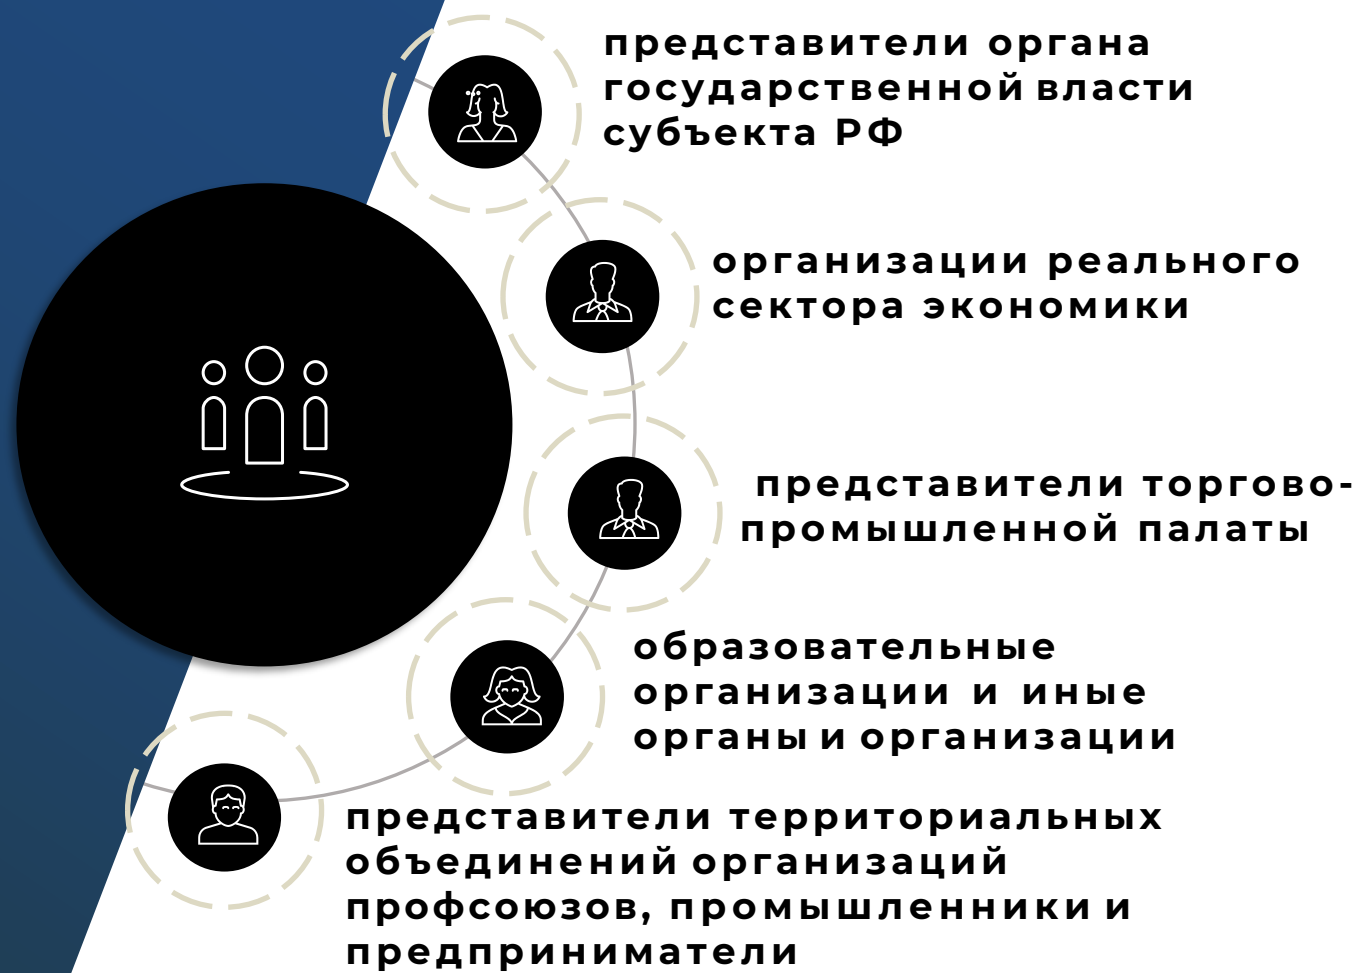 представители органа
государственной власти
субъекта РФ
организации реального
сектора экономики
представители торгово-
промышленной палаты
образовательные
организации и иные
органы и организации
представители территориальных
объединений организаций
профсоюзов, промышленники и
предприниматели